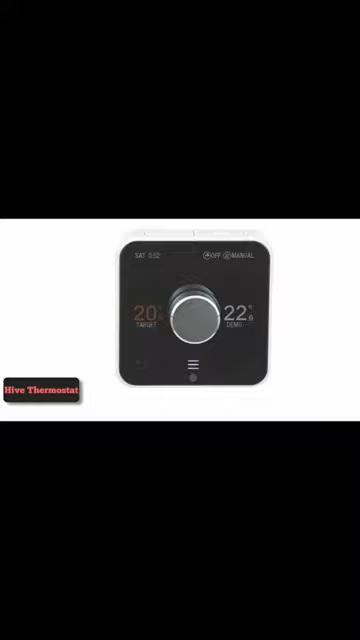 SAT 0:52 OFF MANUAL
20° 22°
TARGET DEMO
Hive Thermostat